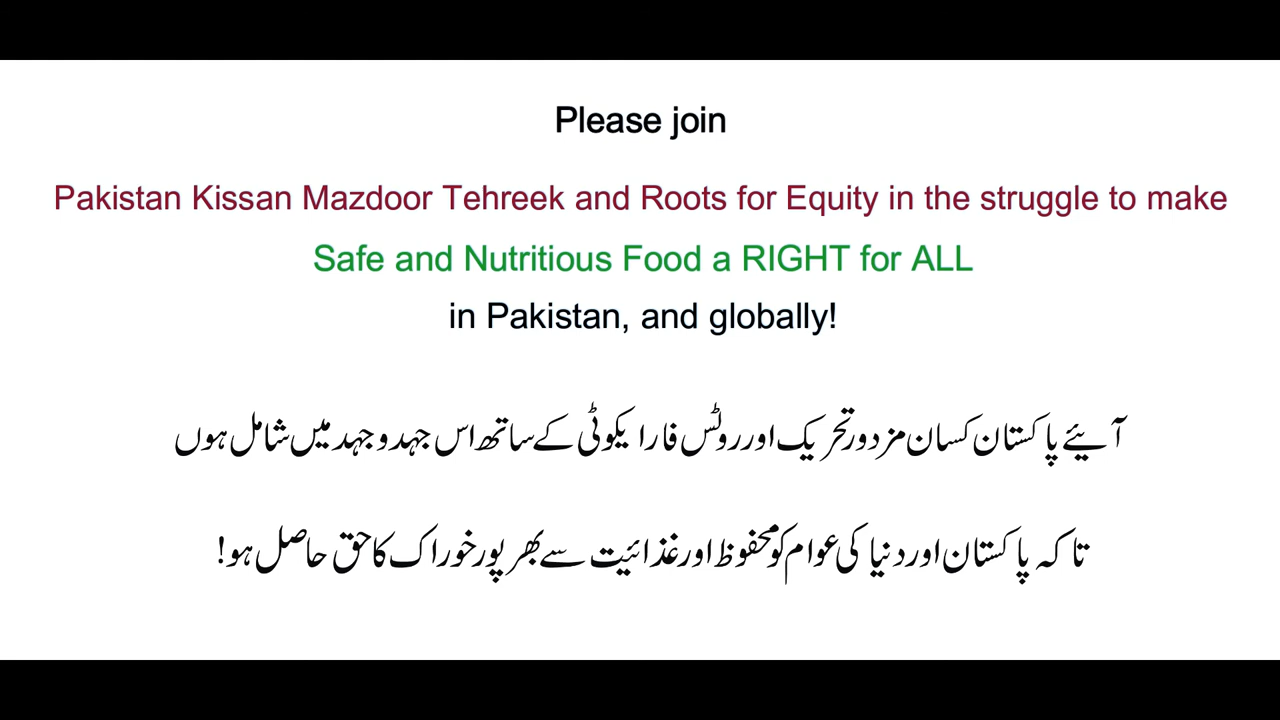 Please join
Pakistan Kissan Mazdoor Tehreek and Roots for Equity in the struggle to make
Safe and Nutritious Food a RIGHT for ALL
in Pakistan, and globally!
آیئے پاکستان کسان مزدور تحریک اور روٹس فار ایکوٹی کے ساتھ اس جہدوجہد میں شامل ہوں
تاکہ پاکستان اور دنیا کی عوام کو محفوظ اور غذائیت سے بھرپور خوراک کا حق حاصل ہو!